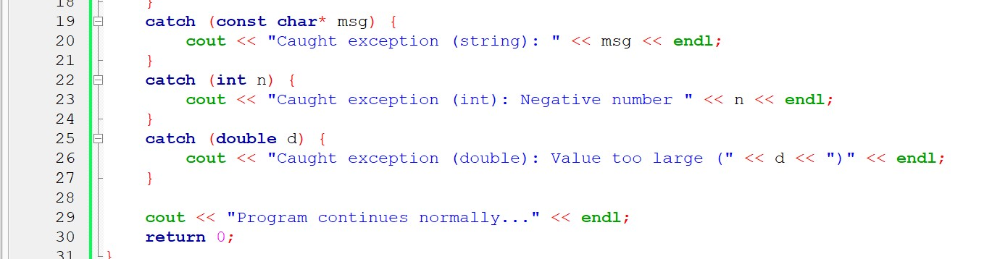 18 }
19 catch (const char* msg) {
20 cout << "Caught exception (string): " << msg << endl;
21 }
22 catch (int n) {
23 cout << "Caught exception (int): Negative number " << n << endl;
24 }
25 catch (double d) {
26 cout << "Caught exception (double): Value too large (" << d << ")" << endl;
27 }
28
29 cout << "Program continues normally..." << endl;
30 return 0;
31 }